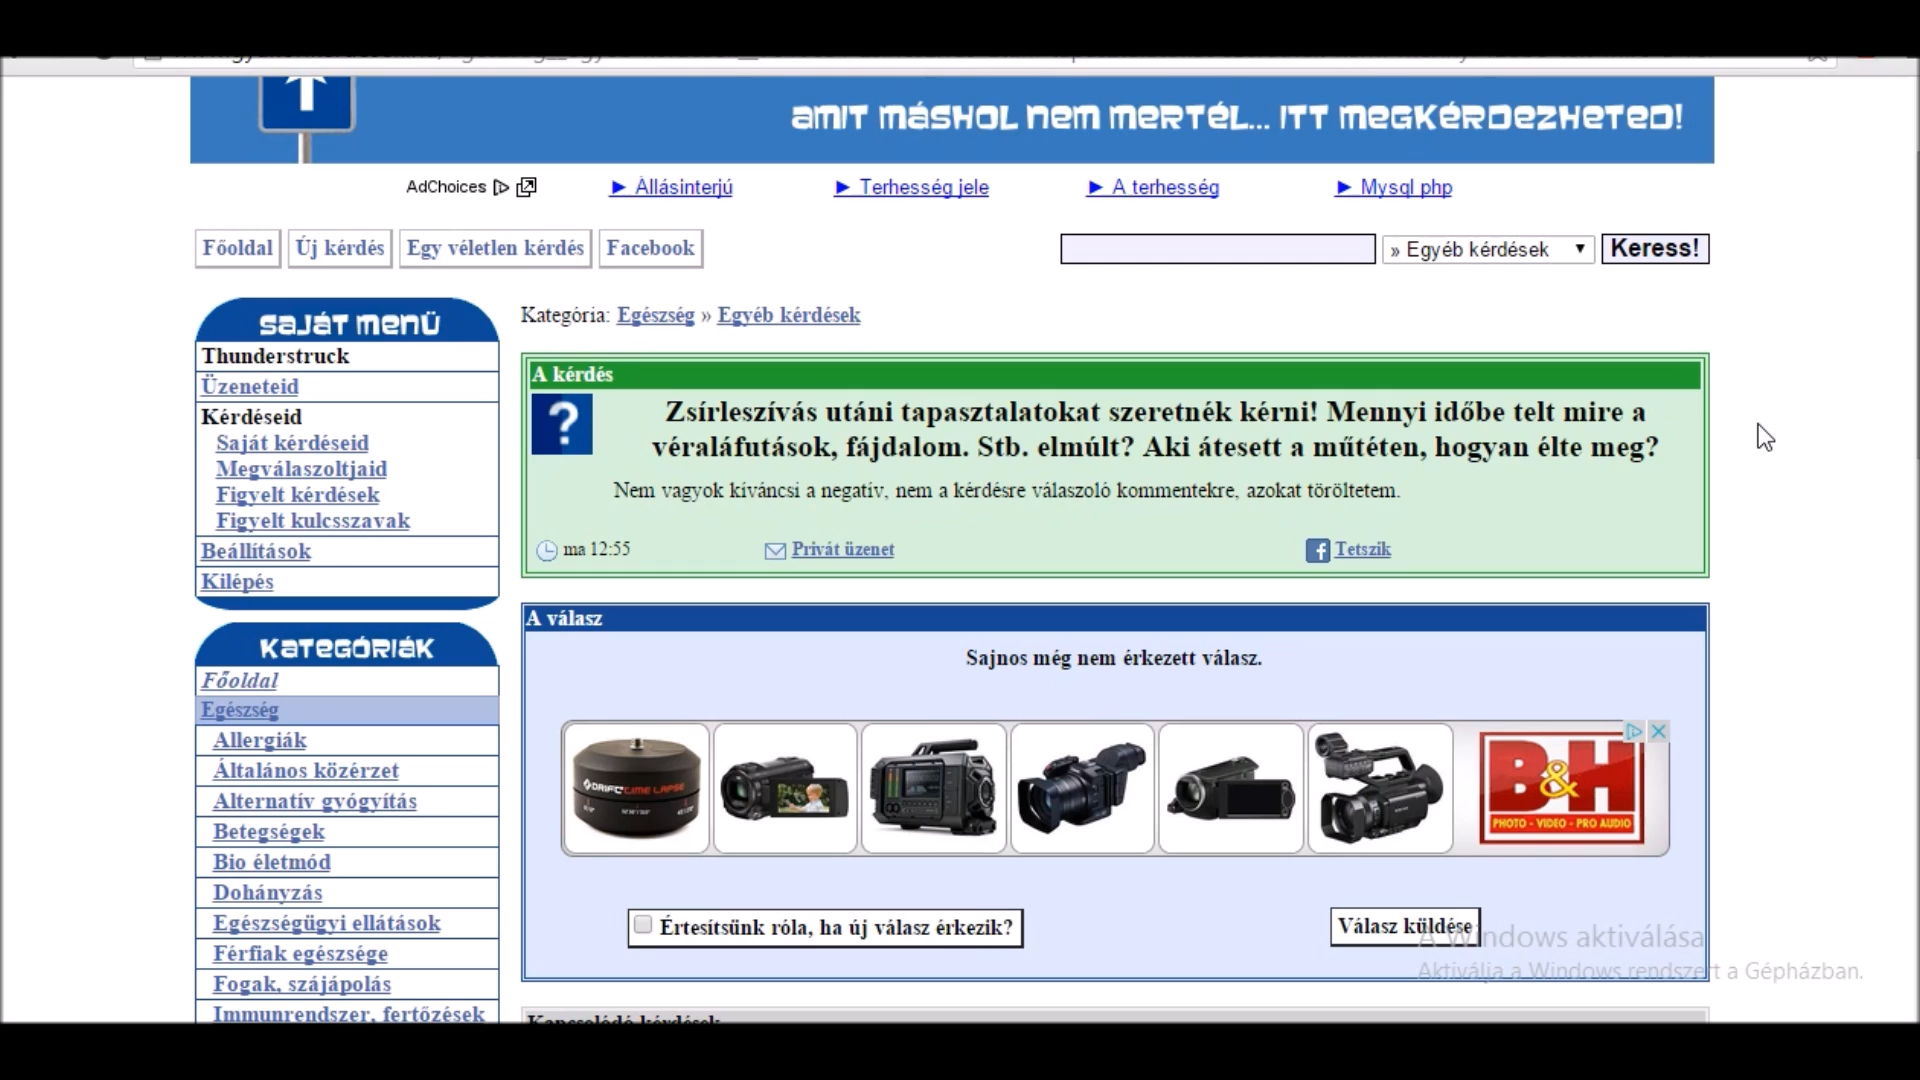 AMIT MÁSHOL NEM MERTÉL... ITT MEGKÉRDEZHETED!
AdChoices
► Állásinterjú
► Terhesség jele
► A terhesség
► Mysql php
Főoldal
Új kérdés
Egy véletlen kérdés
Facebook
» Egyéb kérdések
Keress!
SAJÁT MENÜ
Thunderstruck
Üzeneteid
Kérdéseid
Saját kérdéseid
Megválaszoltjaid
Figyelt kérdések
Figyelt kulcsszavak
Beállítások
Kilépés
KATEGÓRIÁK
Főoldal
Egészség
Allergiák
Általános közérzet
Alternatív gyógyítás
Betegségek
Bio életmód
Dohányzás
Egészségügyi ellátások
Férfiak egészsége
Fogak, szájápolás
Immunrendszer, fertőzések
Kategória: Egészség » Egyéb kérdések
A kérdés
Zsírleszívás utáni tapasztalatokat szeretnék kérni! Mennyi időbe telt mire a
véraláfutások, fájdalom. Stb. elmúlt? Aki átesett a műtéten, hogyan élte meg?
Nem vagyok kíváncsi a negatív, nem a kérdésre válaszoló kommentekre, azokat töröltetem.
ma 12:55
Privát üzenet
Tetszik
A válasz
Sajnos még nem érkezett válasz.
DRIFT TIME LAPSE
B&H
PHOTO - VIDEO - PRO AUDIO
Értesítsünk róla, ha új válasz érkezik?
Válasz küldése
A Windows aktiválása
Aktiválja a Windows rendszert a Gépházban.
Kapcsolódó kérdések